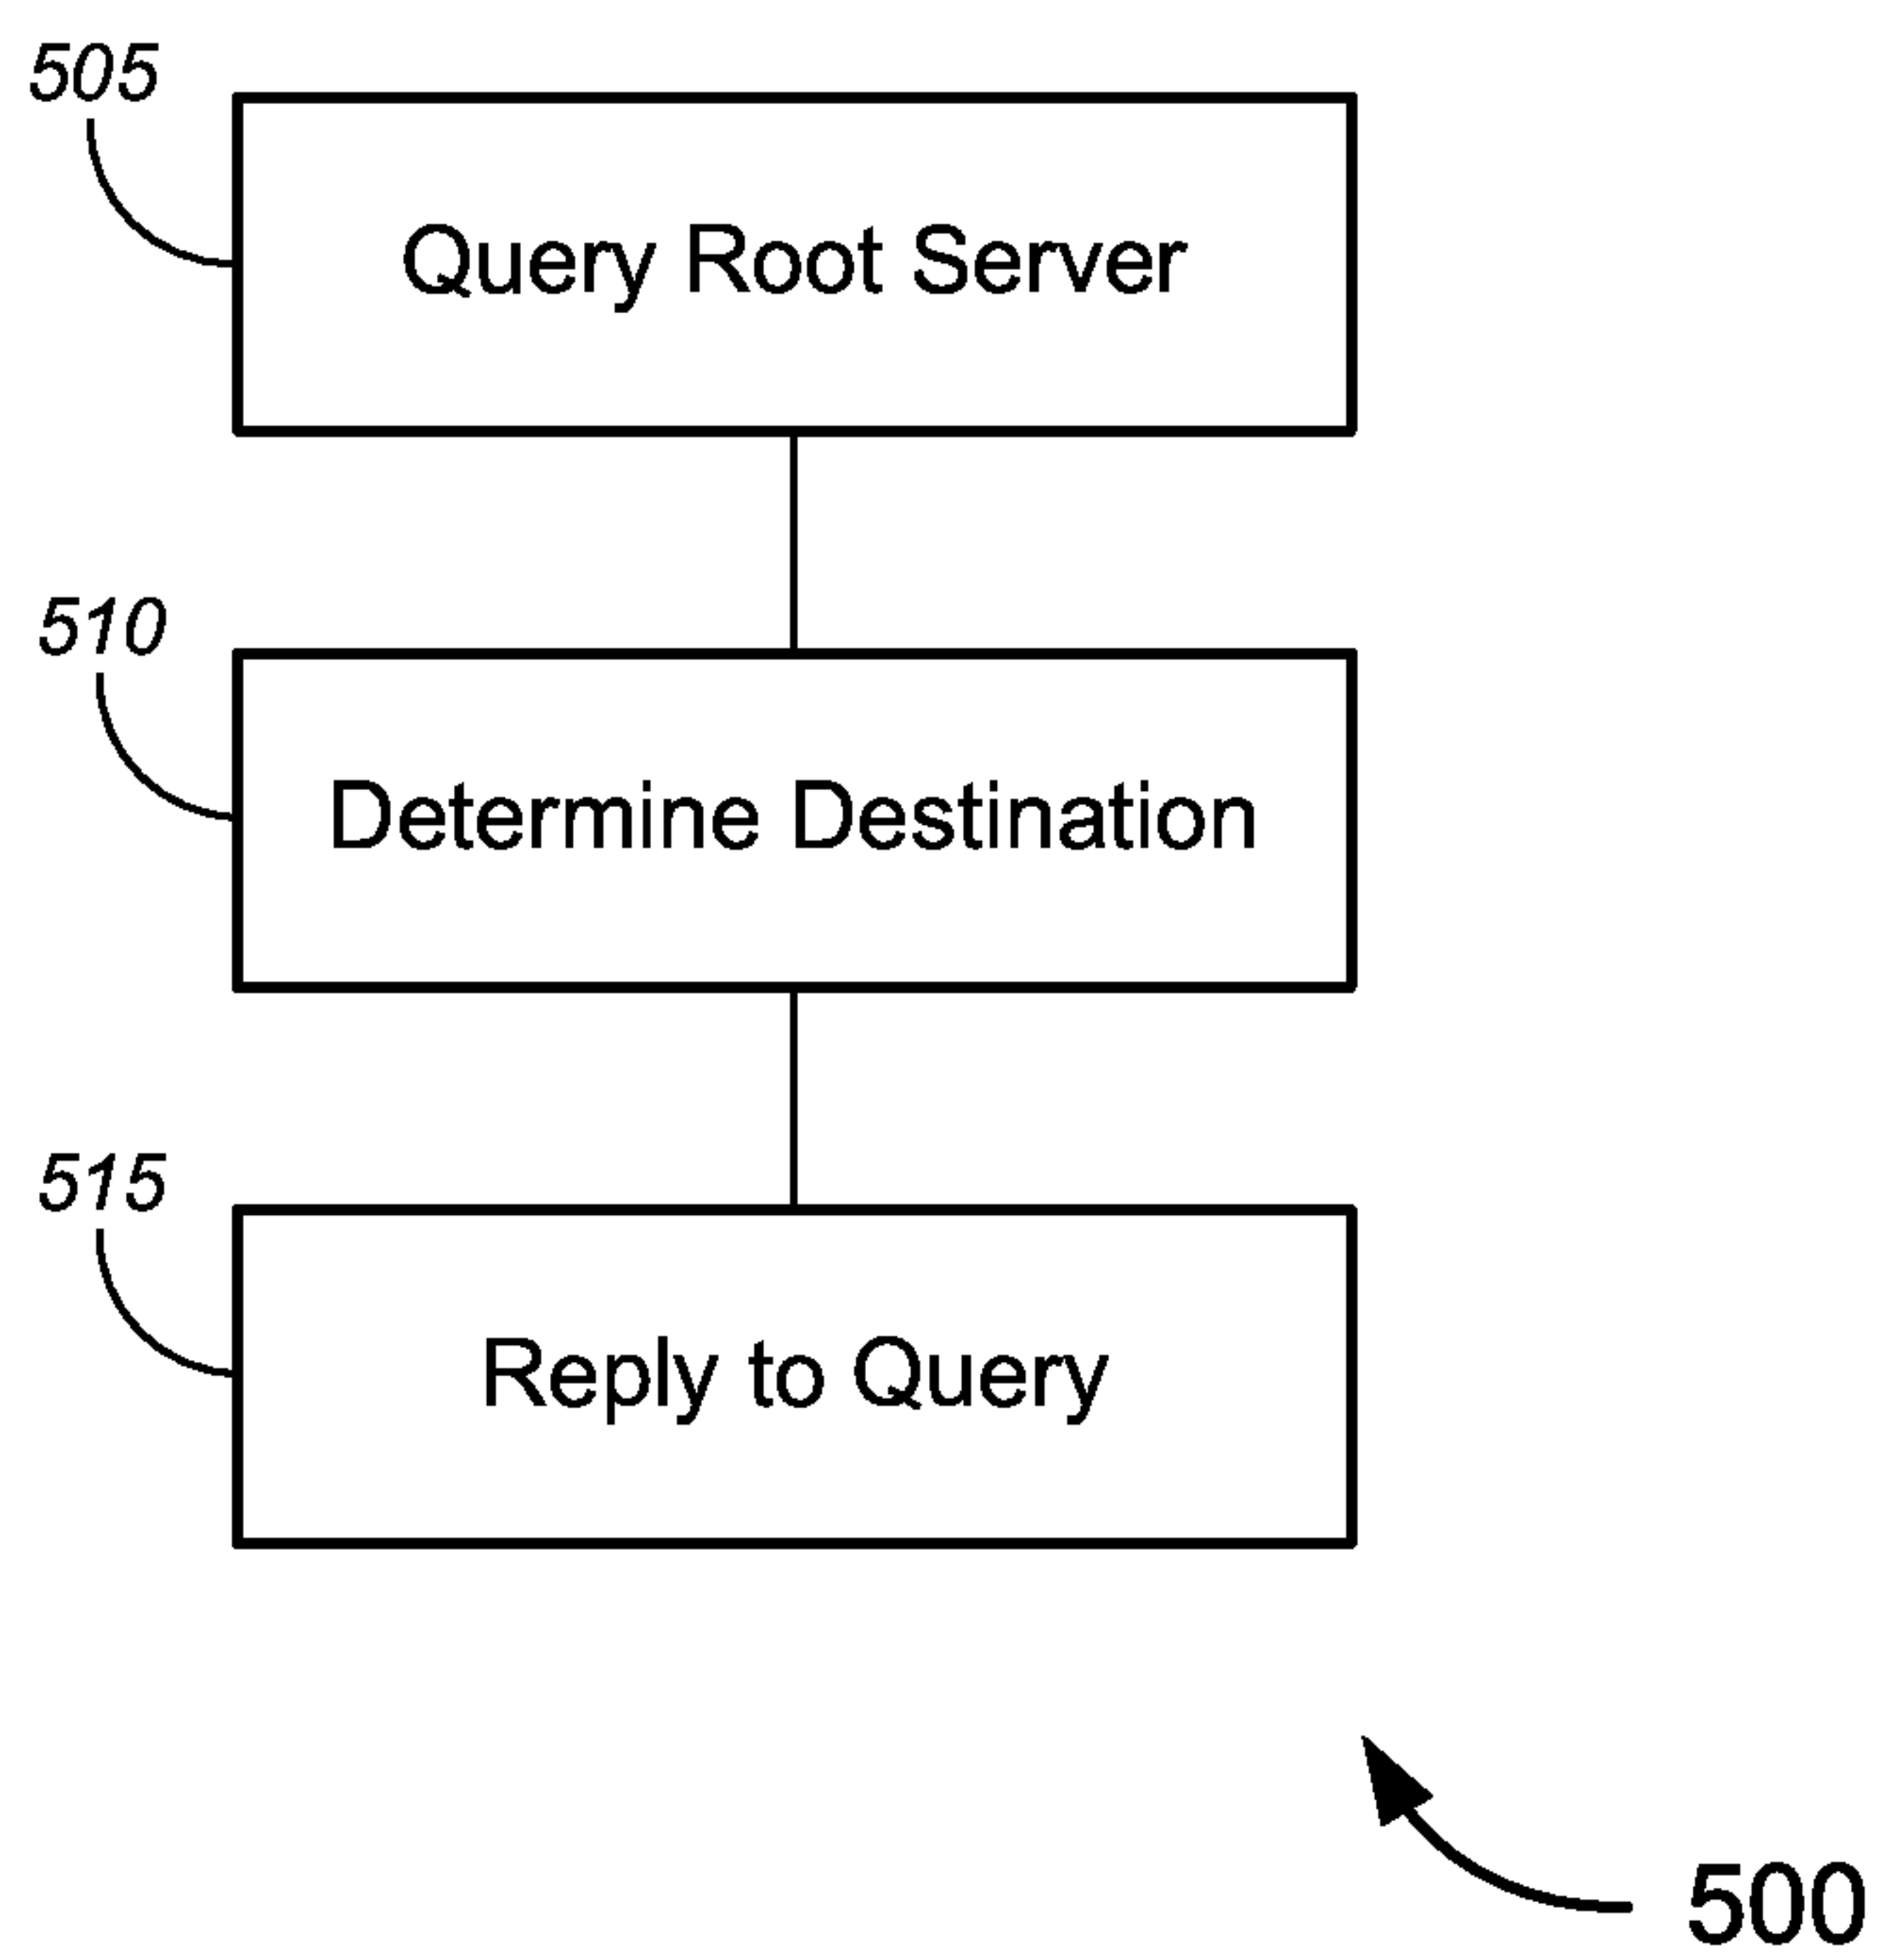 505
Query Root Server
510
Determine Destination
515
Reply to Query
500